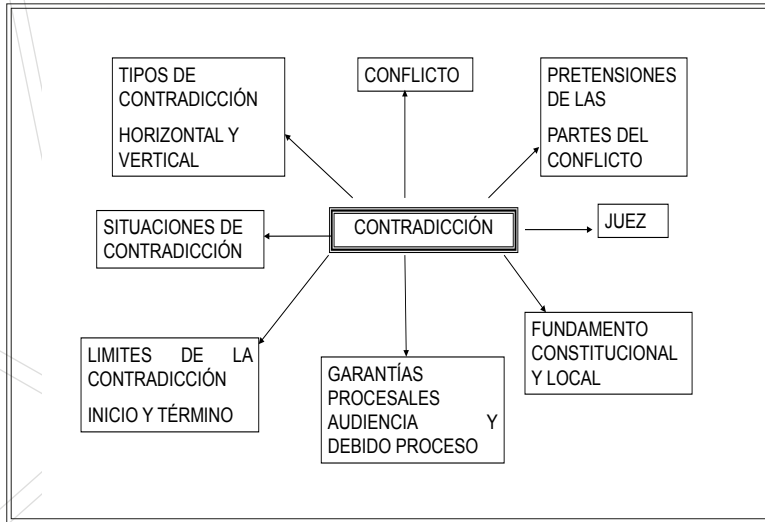 TIPOS DE
CONTRADICCIÓN
HORIZONTAL Y
VERTICAL
CONFLICTO
PRETENSIONES
DE LAS
PARTES DEL
CONFLICTO
SITUACIONES DE
CONTRADICCIÓN
CONTRADICCIÓN
JUEZ
LIMITES DE LA
CONTRADICCIÓN
INICIO Y TÉRMINO
GARANTÍAS
PROCESALES
AUDIENCIA Y
DEBIDO PROCESO
FUNDAMENTO
CONSTITUCIONAL
Y LOCAL